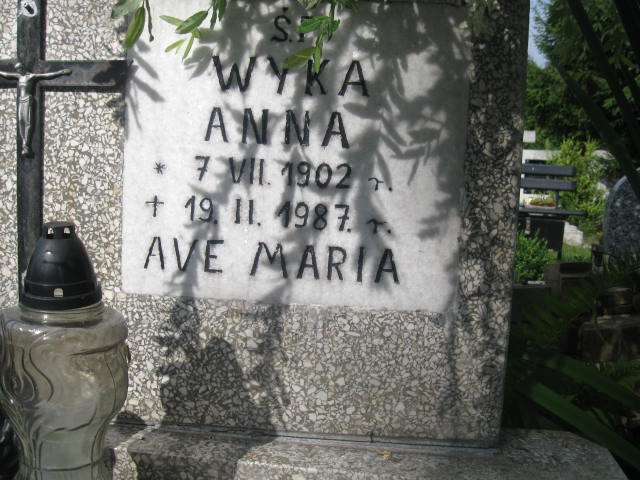 Ś.
WYKA
ANNA
* 7 VII. 1902 r.
+ 19. II. 1987. r.
AVE MARIA